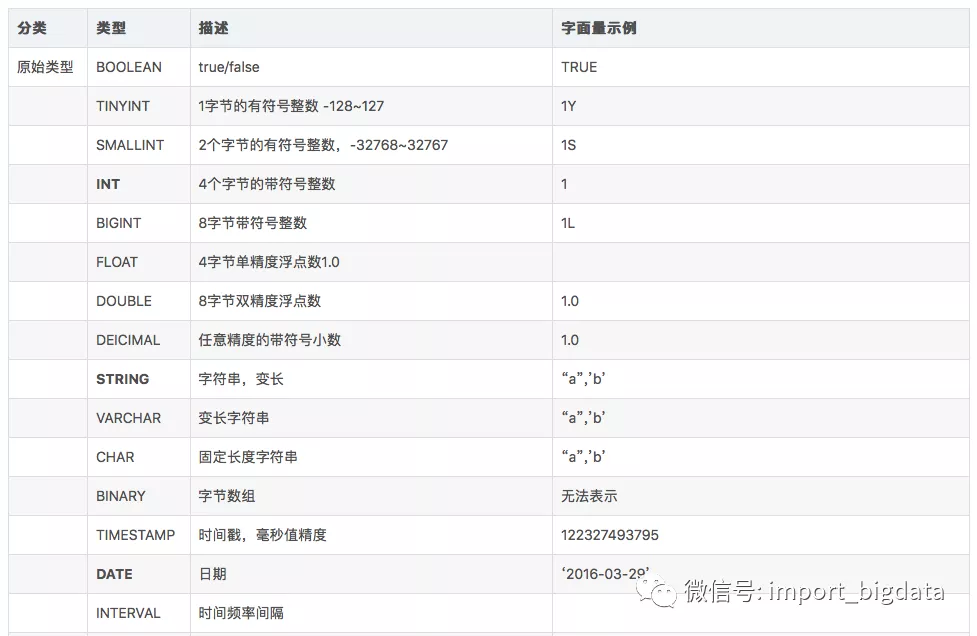 分类 类型 描述 字面量示例
原始类型 BOOLEAN true/false TRUE
TINYINT 1字节的有符号整数 -128~127 1Y
SMALLINT 2个字节的有符号整数，-32768~32767 1S
INT 4个字节的带符号整数 1
BIGINT 8字节带符号整数 1L
FLOAT 4字节单精度浮点数1.0
DOUBLE 8字节双精度浮点数 1.0
DEICIMAL 任意精度的带符号小数 1.0
STRING 字符串，变长 “a”,’b’
VARCHAR 变长字符串 “a”,’b’
CHAR 固定长度字符串 “a”,’b’
BINARY 字节数组 无法表示
TIMESTAMP 时间戳，毫秒值精度 122327493795
DATE 日期 ‘2016-03-29’
INTERVAL 时间频率间隔
微信号: import_bigdata